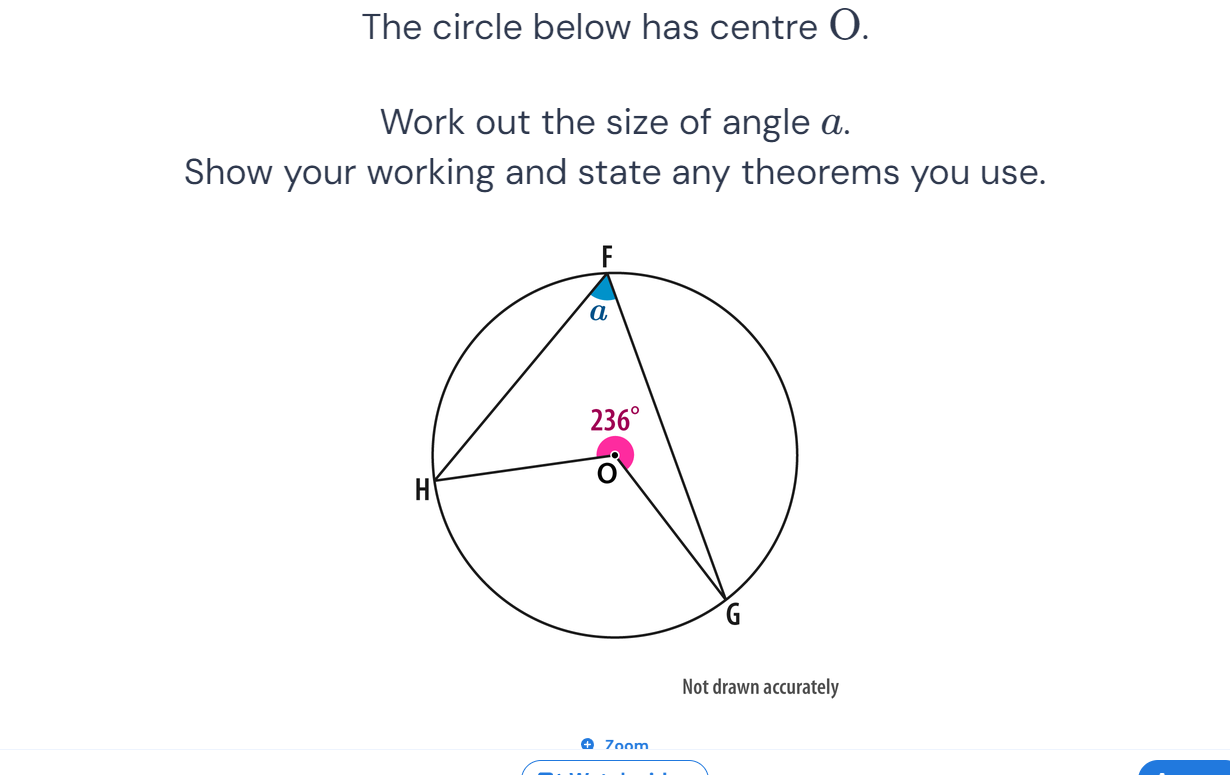 The circle below has centre O.
Work out the size of angle a.
Show your working and state any theorems you use.
F
a
236°
O
H
G
Not drawn accurately
Zoom